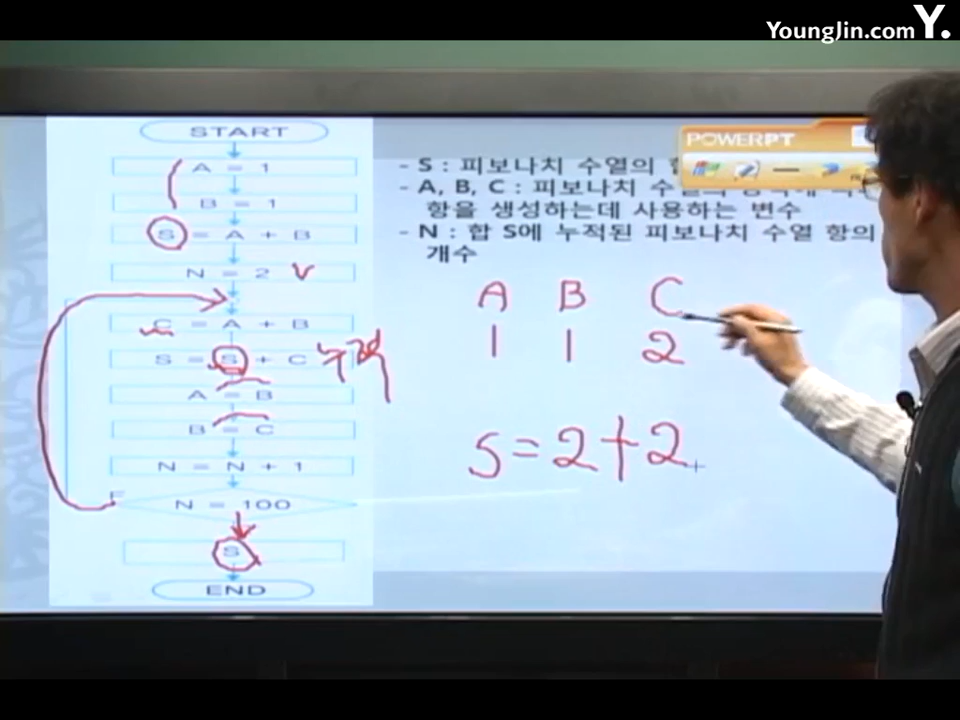 YoungJin.com Y.
START
A = 1
B = 1
S = A + B
N = 2
C = A + B
S = S + C 누적
A = B
B = C
N = N + 1
F
N = 100
S
END
POWERPT
- S : 피보나치 수열의
- A, B, C : 피보나치
항을 생성하는데 사용하는 변수
- N : 합 S에 누적된 피보나치 수열 항의
개수
A B C
1 1 2
S = 2 + 2